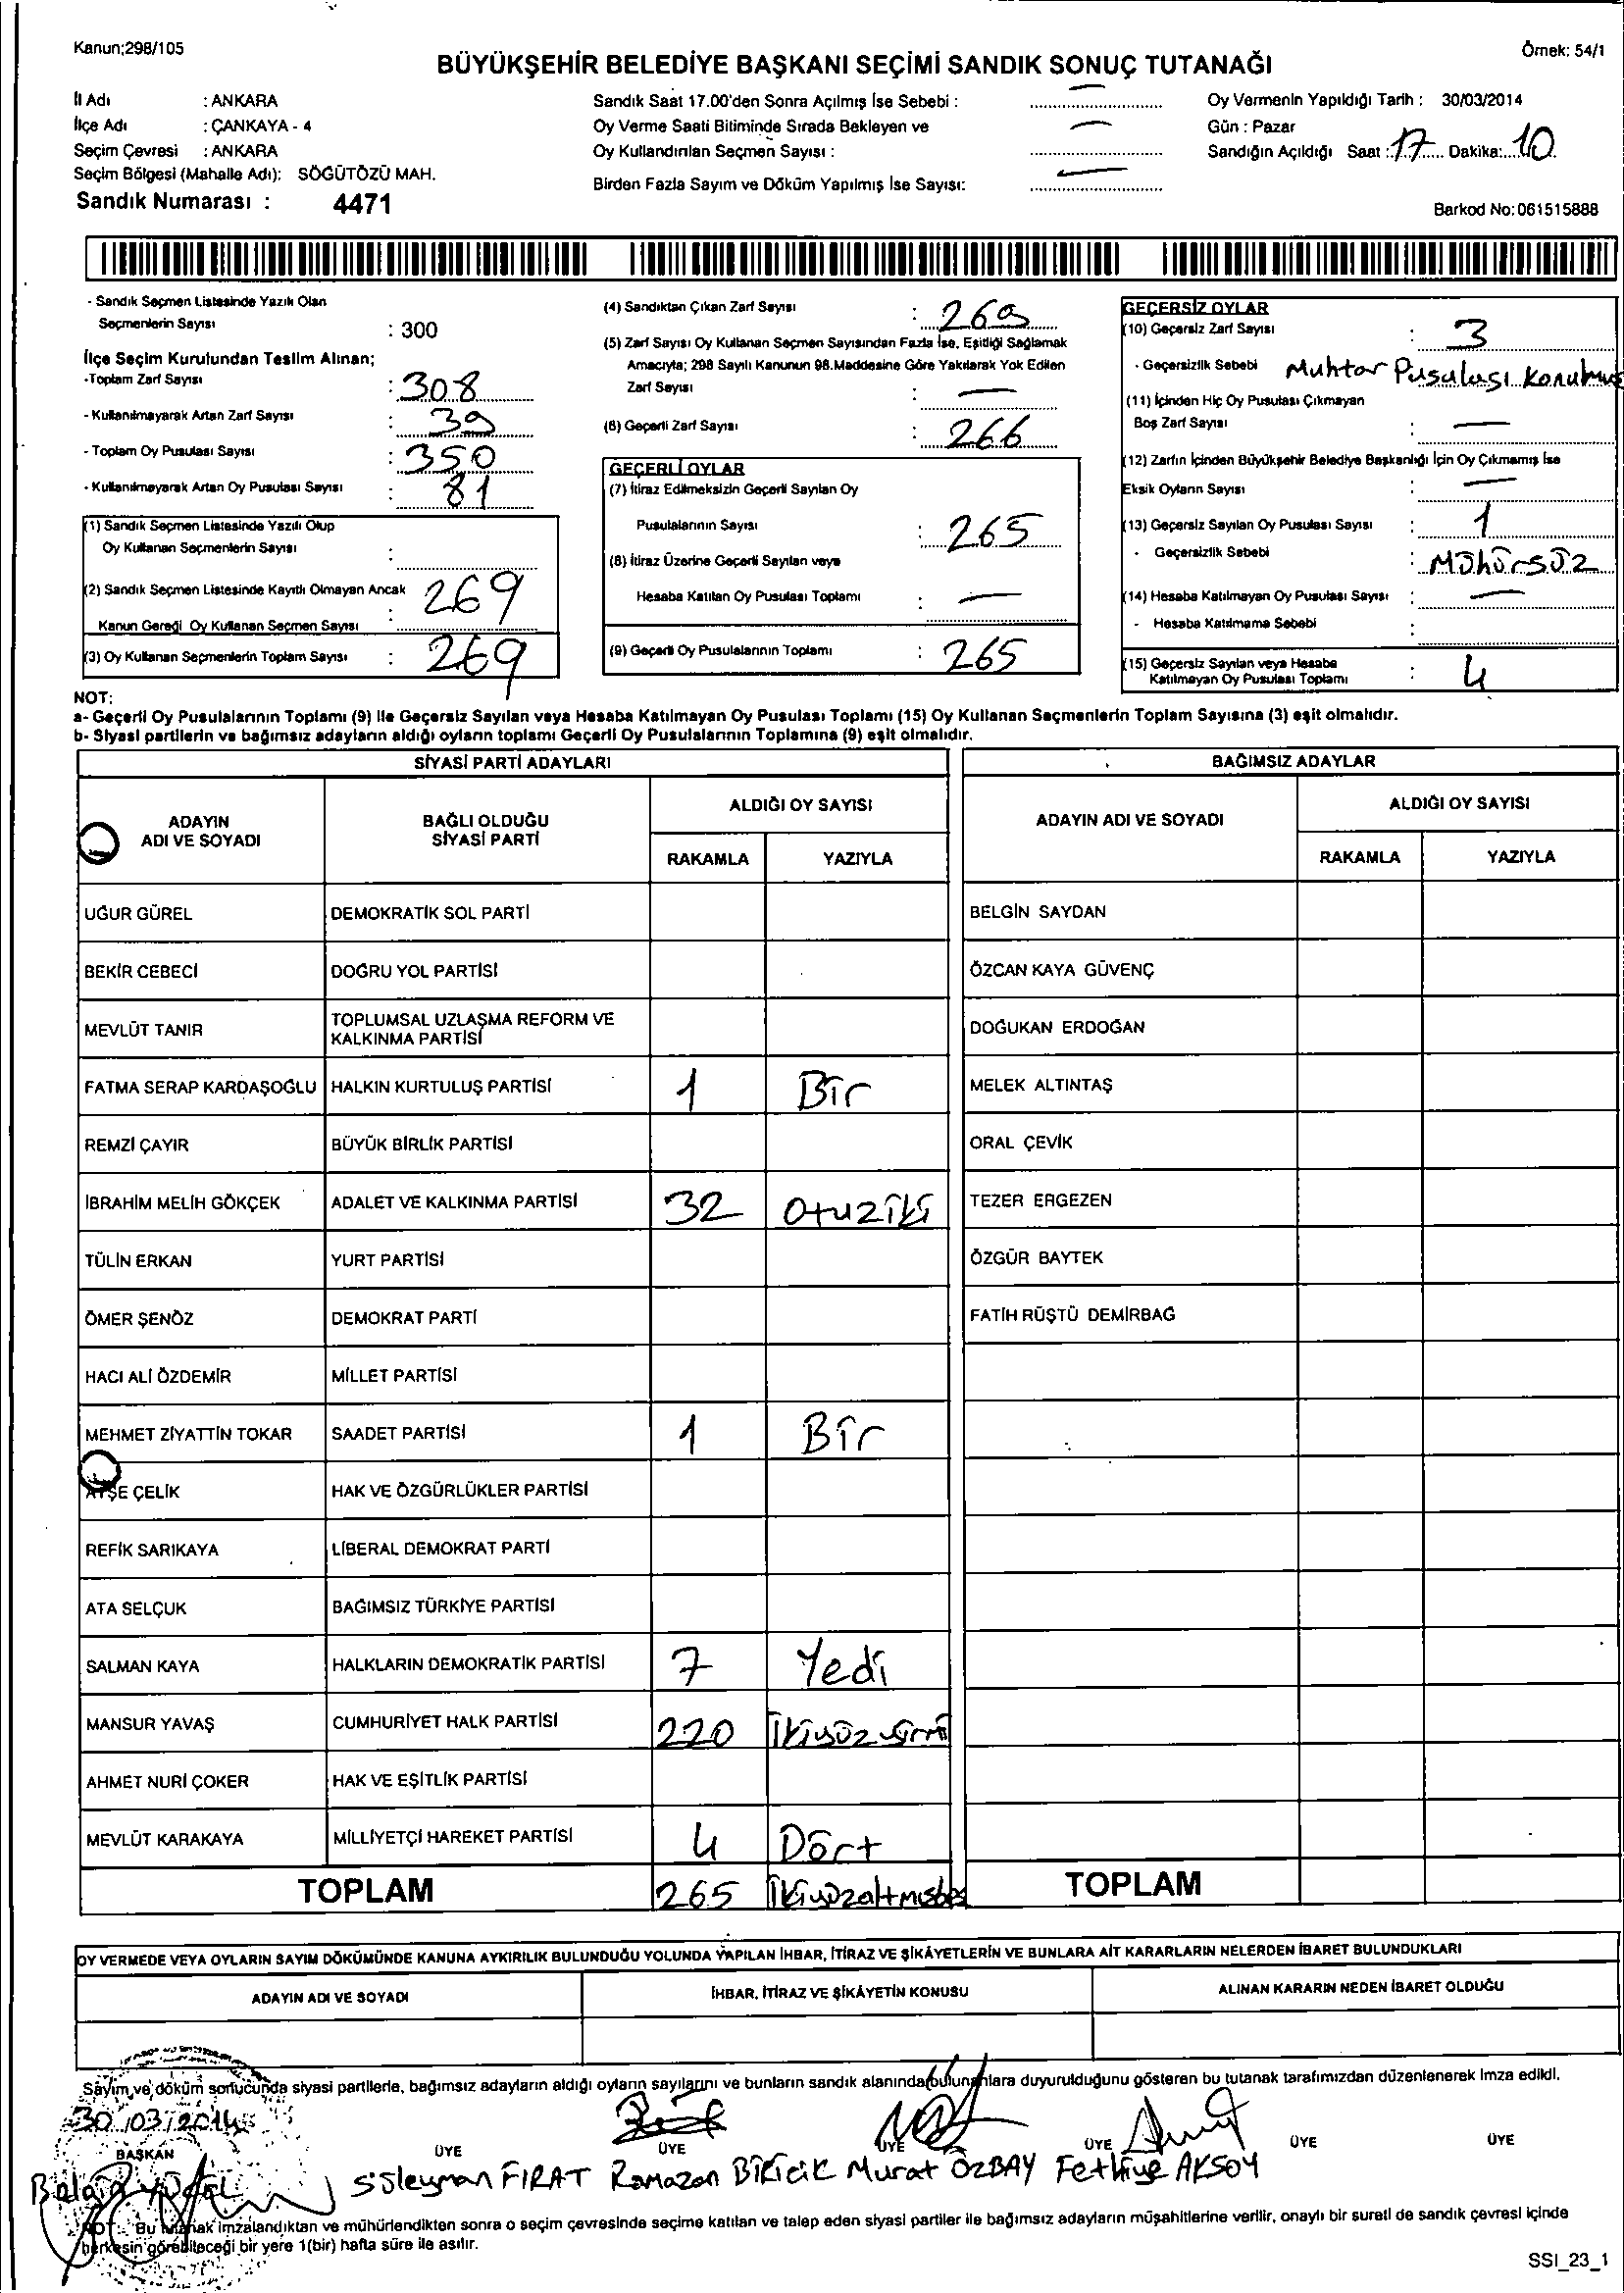 Kanun;298/105
Örnek: 54/1
BÜYÜKŞEHİR BELEDİYE BAŞKANI SEÇİMİ SANDIK SONUÇ TUTANAĞI
İl Adı : ANKARA
İlçe Adı : ÇANKAYA - 4
Seçim Çevresi : ANKARA
Seçim Bölgesi (Mahalle Adı): SÖĞÜTÖZÜ MAH.
Sandık Numarası : 4471
Sandık Saat 17.00'den Sonra Açılmış İse Sebebi : —
Oy Verme Saati Bitiminde Sırada Bekleyen ve
Oy Kullandırılan Seçmen Sayısı : —
Birden Fazla Sayım ve Döküm Yapılmış İse Sayısı: —
Oy Vermenin Yapıldığı Tarih : 30/03/2014
Gün : Pazar
Sandığın Açıldığı Saat : 17 Dakika: 10
Barkod No: 061515888
- Sandık Seçmen Listesinde Yazılı Olan
Seçmenlerin Sayısı : 300
İlçe Seçim Kurulundan Teslim Alınan;
-Toplam Zarf Sayısı : 308
- Kullanılmayarak Artan Zarf Sayısı : 39
- Toplam Oy Pusulası Sayısı : 350
- Kullanılmayarak Artan Oy Pusulası Sayısı : 81
(1) Sandık Seçmen Listesinde Yazılı Olup
Oy Kullanan Seçmenlerin Sayısı :
(2) Sandık Seçmen Listesinde Kayıtlı Olmayan Ancak
Kanun Gereği Oy Kullanan Seçmen Sayısı : 269
(3) Oy Kullanan Seçmenlerin Toplam Sayısı : 269
(4) Sandıktan Çıkan Zarf Sayısı : 269
(5) Zarf Sayısı Oy Kullanan Seçmen Sayısından Fazla İse, Eşitliği Sağlamak
Amacıyla; 298 Sayılı Kanunun 98.Maddesine Göre Yakılarak Yok Edilen
Zarf Sayısı : —
(6) Geçerli Zarf Sayısı : 266
GEÇERLİ OYLAR
(7) İtiraz Edilmeksizin Geçerli Sayılan Oy
Pusulalarının Sayısı : 265
(8) İtiraz Üzerine Geçerli Sayılan veya
Hesaba Katılan Oy Pusulası Toplamı : —
(9) Geçerli Oy Pusulalarının Toplamı : 265
GEÇERSİZ OYLAR
(10) Geçersiz Zarf Sayısı : 3
- Geçersizlik Sebebi Muhtar Pusulası Konulmuş
(11) İçinden Hiç Oy Pusulası Çıkmayan
Boş Zarf Sayısı : —
(12) Zarfın İçinden Büyükşehir Belediye Başkanlığı İçin Oy Çıkmamış İse
Eksik Oyların Sayısı : —
(13) Geçersiz Sayılan Oy Pusulası Sayısı : 1
- Geçersizlik Sebebi : Mühürsüz
(14) Hesaba Katılmayan Oy Pusulası Sayısı : —
- Hesaba Katılmama Sebebi :
(15) Geçersiz Sayılan veya Hesaba
Katılmayan Oy Pusulası Toplamı : 4
NOT:
a- Geçerli Oy Pusulalarının Toplamı (9) ile Geçersiz Sayılan veya Hesaba Katılmayan Oy Pusulası Toplamı (15) Oy Kullanan Seçmenlerin Toplam Sayısına (3) eşit olmalıdır.
b- Siyasi partilerin ve bağımsız adayların aldığı oyların toplamı Geçerli Oy Pusulalarının Toplamına (9) eşit olmalıdır.
SİYASİ PARTİ ADAYLARI
ADAYIN ADI VE SOYADI BAĞLI OLDUĞU SİYASİ PARTİ ALDIĞI OY SAYISI
RAKAMLA YAZIYLA
UĞUR GÜREL DEMOKRATİK SOL PARTİ
BEKİR CEBECİ DOĞRU YOL PARTİSİ
MEVLÜT TANIR TOPLUMSAL UZLAŞMA REFORM VE
KALKINMA PARTİSİ
FATMA SERAP KARDAŞOĞLU HALKIN KURTULUŞ PARTİSİ 1 Bir
REMZİ ÇAYIR BÜYÜK BİRLİK PARTİSİ
İBRAHİM MELİH GÖKÇEK ADALET VE KALKINMA PARTİSİ 32 Otuziki
TÜLİN ERKAN YURT PARTİSİ
ÖMER ŞENÖZ DEMOKRAT PARTİ
HACI ALİ ÖZDEMİR MİLLET PARTİSİ
MEHMET ZİYATTİN TOKAR SAADET PARTİSİ 1 Bir
AYŞE ÇELİK HAK VE ÖZGÜRLÜKLER PARTİSİ
REFİK SARIKAYA LİBERAL DEMOKRAT PARTİ
ATA SELÇUK BAĞIMSIZ TÜRKİYE PARTİSİ
SALMAN KAYA HALKLARIN DEMOKRATİK PARTİSİ 7 Yedi
MANSUR YAVAŞ CUMHURİYET HALK PARTİSİ 220 İkiyüzyirmi
AHMET NURİ ÇOKER HAK VE EŞİTLİK PARTİSİ
MEVLÜT KARAKAYA MİLLİYETÇİ HAREKET PARTİSİ 4 Dört
TOPLAM 265 İkiyüzaltmışbeş
BAĞIMSIZ ADAYLAR
ADAYIN ADI VE SOYADI ALDIĞI OY SAYISI
RAKAMLA YAZIYLA
BELGİN SAYDAN
ÖZCAN KAYA GÜVENÇ
DOĞUKAN ERDOĞAN
MELEK ALTINTAŞ
ORAL ÇEVİK
TEZER ERGEZEN
ÖZGÜR BAYTEK
FATİH RÜŞTÜ DEMİRBAĞ
TOPLAM
OY VERMEDE VEYA OYLARIN SAYIM DÖKÜMÜNDE KANUNA AYKIRILIK BULUNDUĞU YOLUNDA YAPILAN İHBAR, İTİRAZ VE ŞİKÂYETLERİN VE BUNLARA AİT KARARLARIN NELERDEN İBARET BULUNDUKLARI
ADAYIN ADI VE SOYADI İHBAR, İTİRAZ VE ŞİKÂYETİN KONUSU ALINAN KARARIN NEDEN İBARET OLDUĞU
Sayım ve döküm sonucunda siyasi partilerle, bağımsız adayların aldığı oyların sayılarını ve bunların sandık alanında bulunanlara duyurulduğunu gösteren bu tutanak tarafımızdan düzenlenerek imza edildi.
30/03/2014
BAŞKAN ÜYE ÜYE ÜYE ÜYE ÜYE ÜYE
Süleyman FIRAT Ramazan BİRİCİK Murat ÖZBAY Fethiye AKSOY
NOT : Bu tutanak imzalandıktan ve mühürlendikten sonra o seçim çevresinde seçime katılan ve talep eden siyasi partiler ile bağımsız adayların müşahitlerine verilir, onaylı bir sureti de sandık çevresi içinde
herkesin görebileceği bir yere 1(bir) hafta süre ile asılır.
SSI_23_1